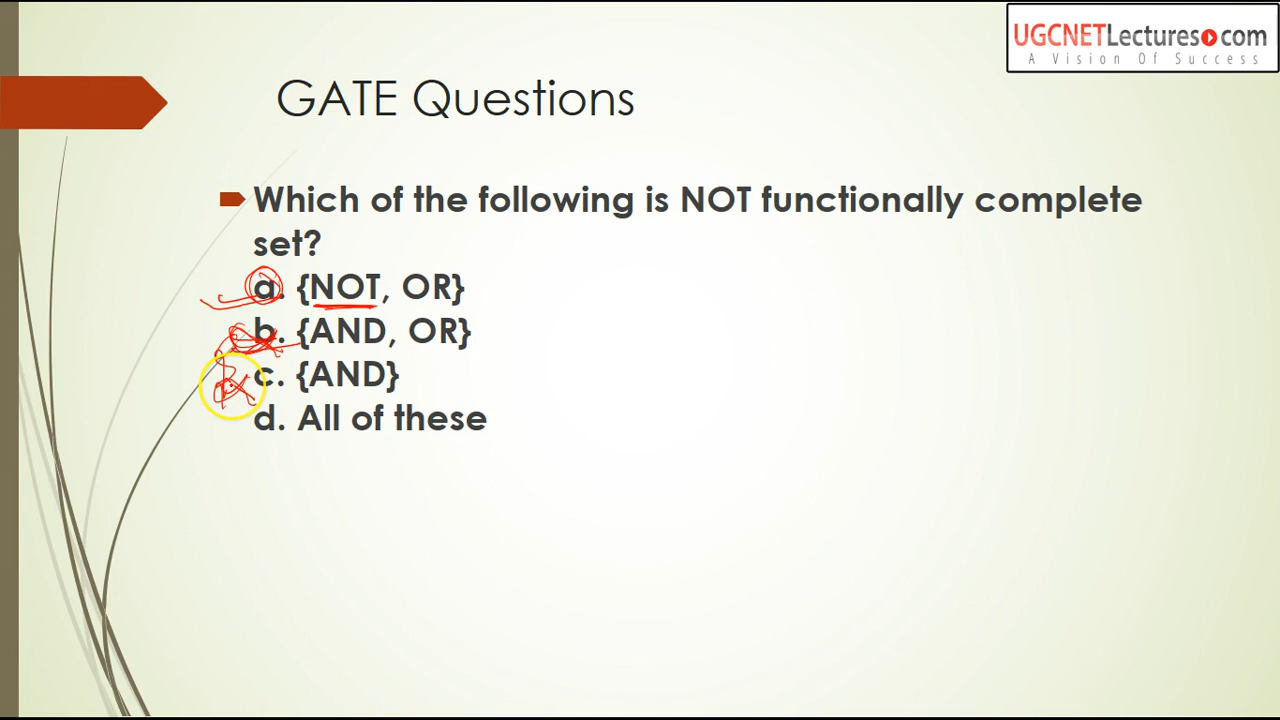 UGCNETLectures.com
A Vision Of Success
GATE Questions
Which of the following is NOT functionally complete
set?
a. {NOT, OR}
b. {AND, OR}
c. {AND}
d. All of these